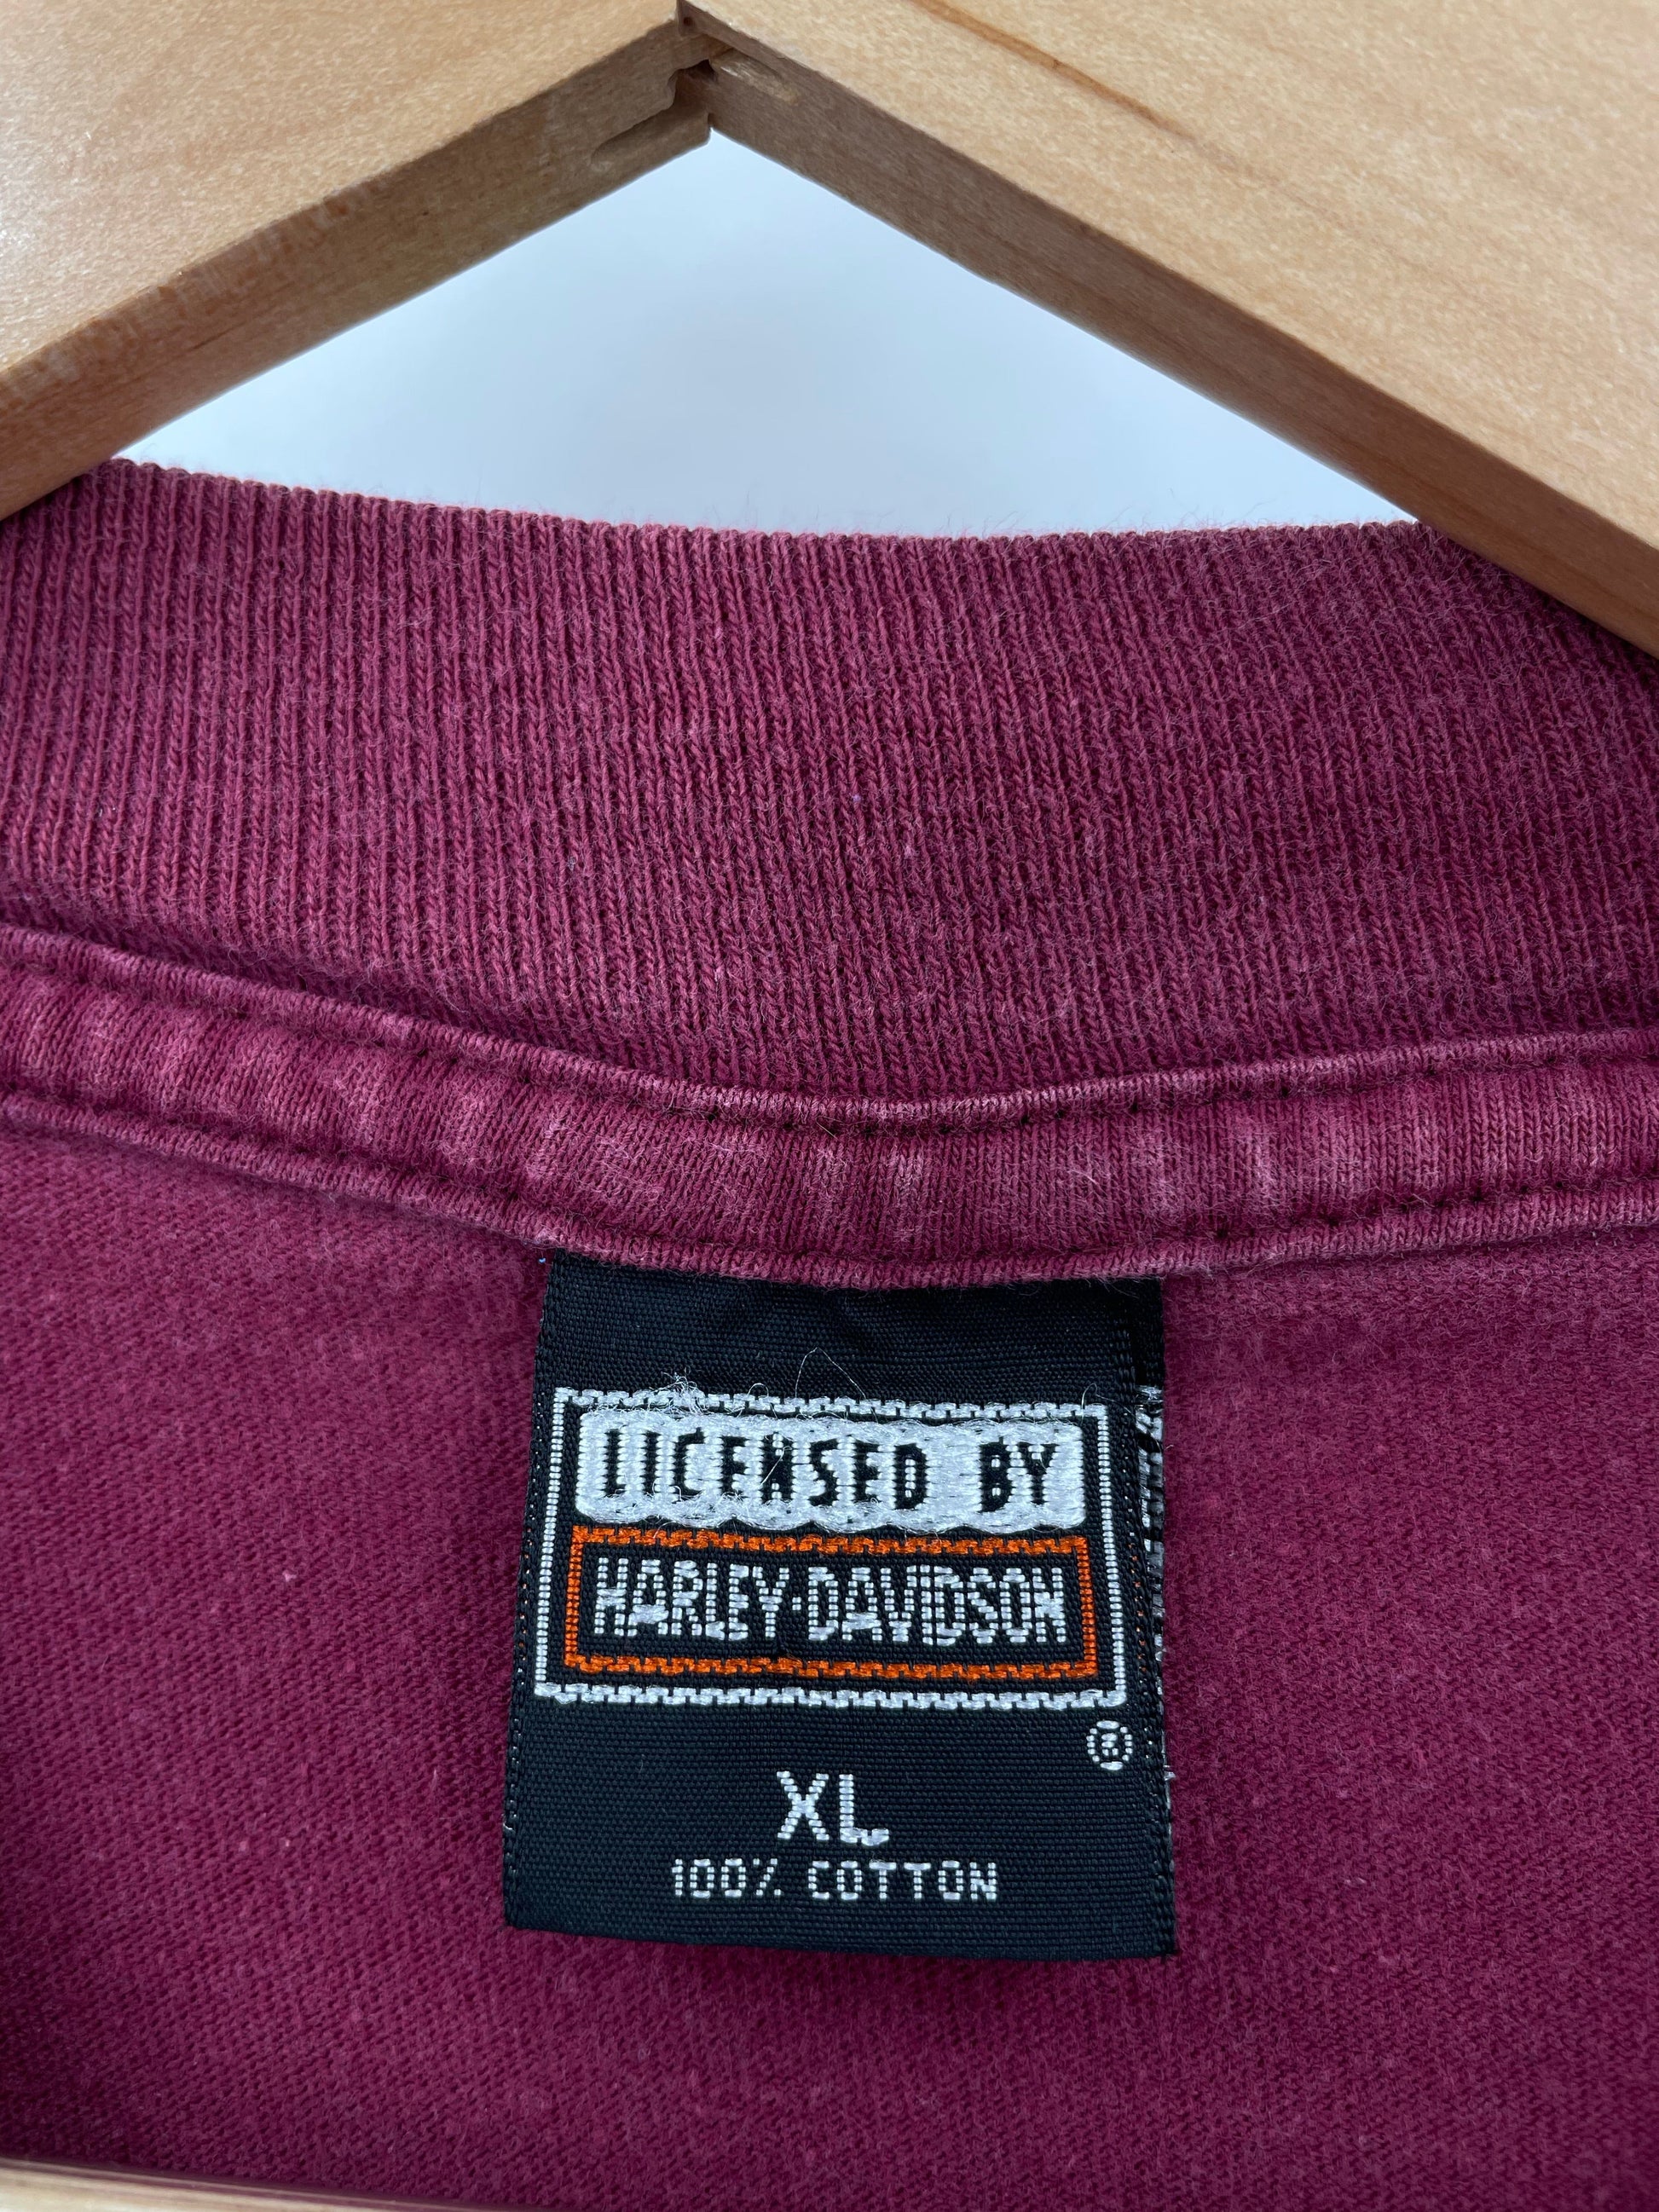 LICENSED BY
HARLEY-DAVIDSON
®
XL
100% COTTON